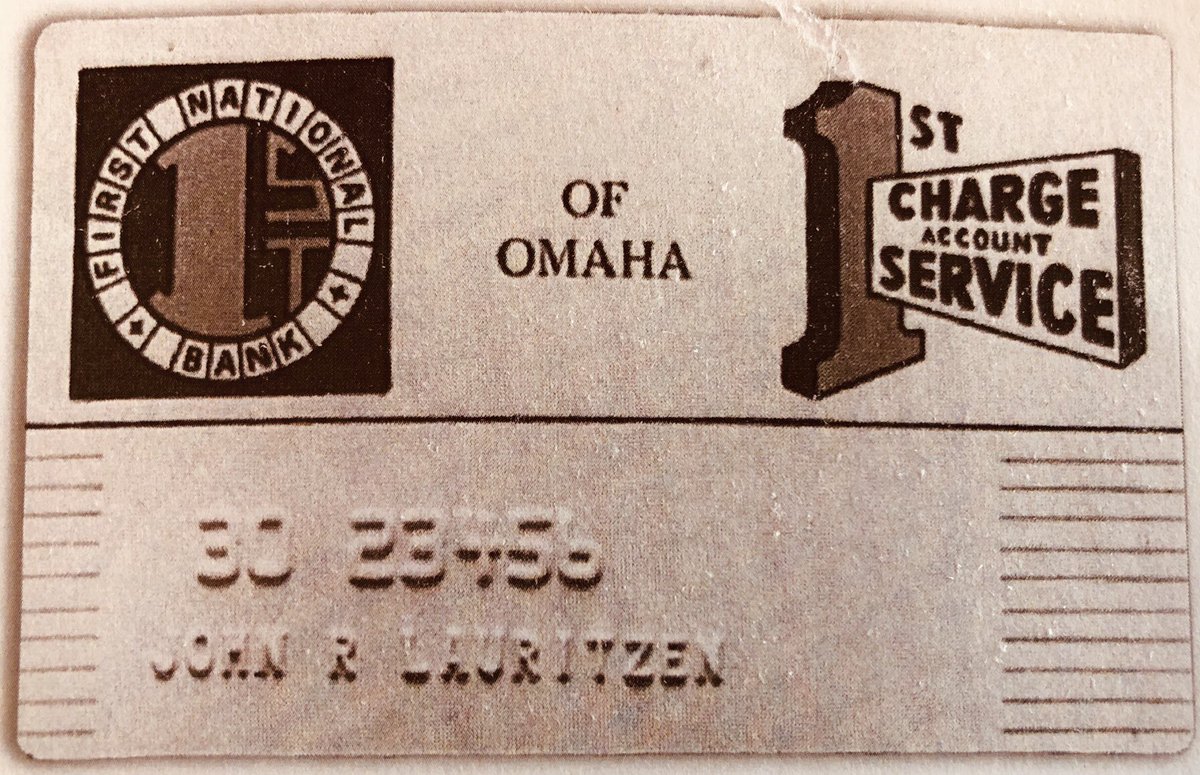 FIRST NATIONAL
BANK
1ST
OF
OMAHA
1ST
CHARGE
ACCOUNT
SERVICE
30 23456
JOHN R LAURITZEN